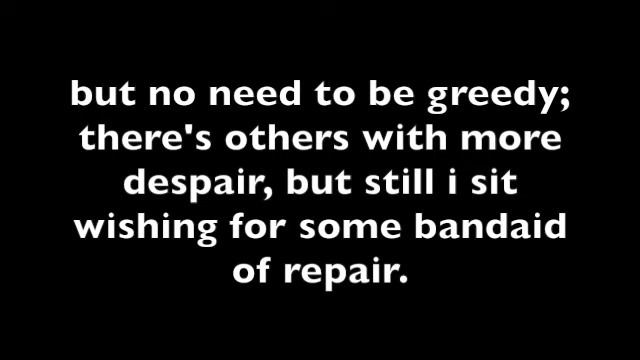 but no need to be greedy;
there's others with more
despair, but still i sit
wishing for some bandaid
of repair.